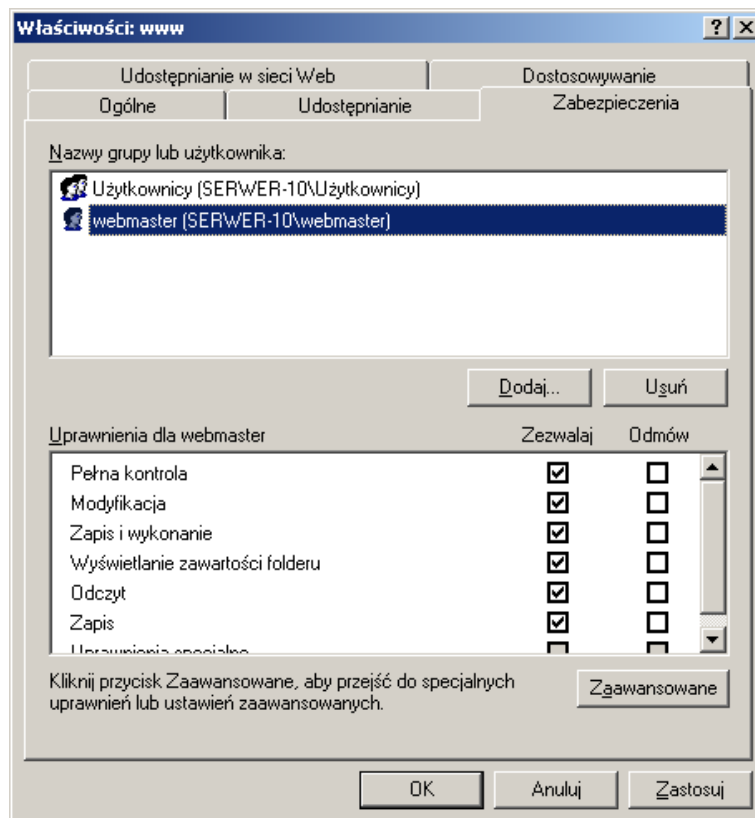 Właściwości: www
Udostępnianie w sieci Web Dostosowywanie
Ogólne Udostępnianie Zabezpieczenia
Nazwy grupy lub użytkownika:
Użytkownicy (SERWER-10\Użytkownicy)
webmaster (SERWER-10\webmaster)
Dodaj... Usuń
Uprawnienia dla webmaster Zezwalaj Odmów
Pełna kontrola
Modyfikacja
Zapis i wykonanie
Wyświetlanie zawartości folderu
Odczyt
Zapis
Uprawnienia specjalne
Kliknij przycisk Zaawansowane, aby przejść do specjalnych
uprawnień lub ustawień zaawansowanych.
Zaawansowane
OK Anuluj Zastosuj